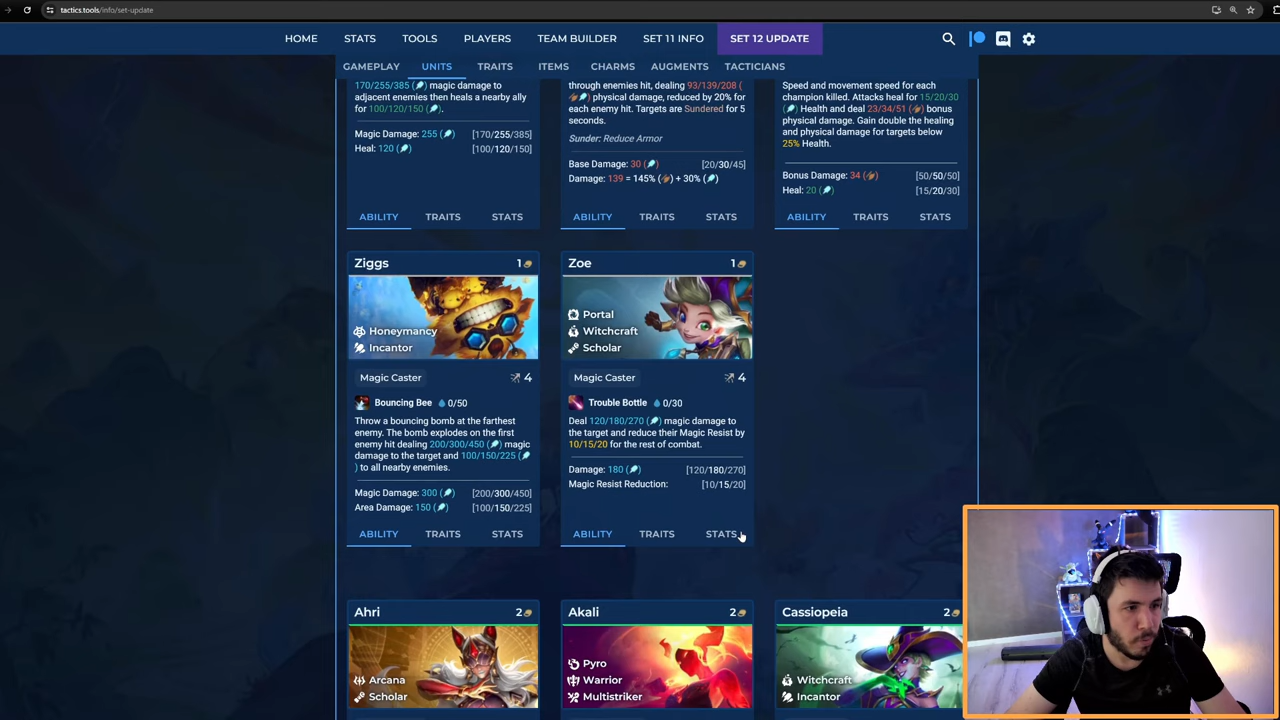 tactics.tools/info/set-update
HOME STATS TOOLS PLAYERS TEAM BUILDER SET 11 INFO SET 12 UPDATE
GAMEPLAY UNITS TRAITS ITEMS CHARMS AUGMENTS TACTICIANS
170/255/385 ( ) magic damage to
adjacent enemies then heals a nearby ally
for 100/120/150 ( ).
Magic Damage: 255 ( ) [170/255/385]
Heal: 120 ( ) [100/120/150]
ABILITY TRAITS STATS
through enemies hit, dealing 93/139/208 (
) physical damage, reduced by 20% for
each enemy hit. Targets are Sundered for 5
seconds.
Sunder: Reduce Armor
Base Damage: 30 ( ) [20/30/45]
Damage: 139 = 145% ( ) + 30% ( )
ABILITY TRAITS STATS
Speed and movement speed for each
champion killed. Attacks heal for 15/20/30
( ) Health and deal 23/34/51 ( ) bonus
physical damage. Gain double the healing
and physical damage for targets below
25% Health.
Bonus Damage: 34 ( ) [50/50/50]
Heal: 20 ( ) [15/20/30]
ABILITY TRAITS STATS
Ziggs 1
Honeymancy
Incantor
Magic Caster 4
Bouncing Bee 0/50
Throw a bouncing bomb at the farthest
enemy. The bomb explodes on the first
enemy hit dealing 200/300/450 ( ) magic
damage to the target and 100/150/225 (
) to all nearby enemies.
Magic Damage: 300 ( ) [200/300/450]
Area Damage: 150 ( ) [100/150/225]
ABILITY TRAITS STATS
Zoe 1
Portal
Witchcraft
Scholar
Magic Caster 4
Trouble Bottle 0/30
Deal 120/180/270 ( ) magic damage to
the target and reduce their Magic Resist by
10/15/20 for the rest of combat.
Damage: 180 ( ) [120/180/270]
Magic Resist Reduction: [10/15/20]
ABILITY TRAITS STATS
Ahri 2
Arcana
Scholar
Akali 2
Pyro
Warrior
Multistriker
Cassiopeia 2
Witchcraft
Incantor